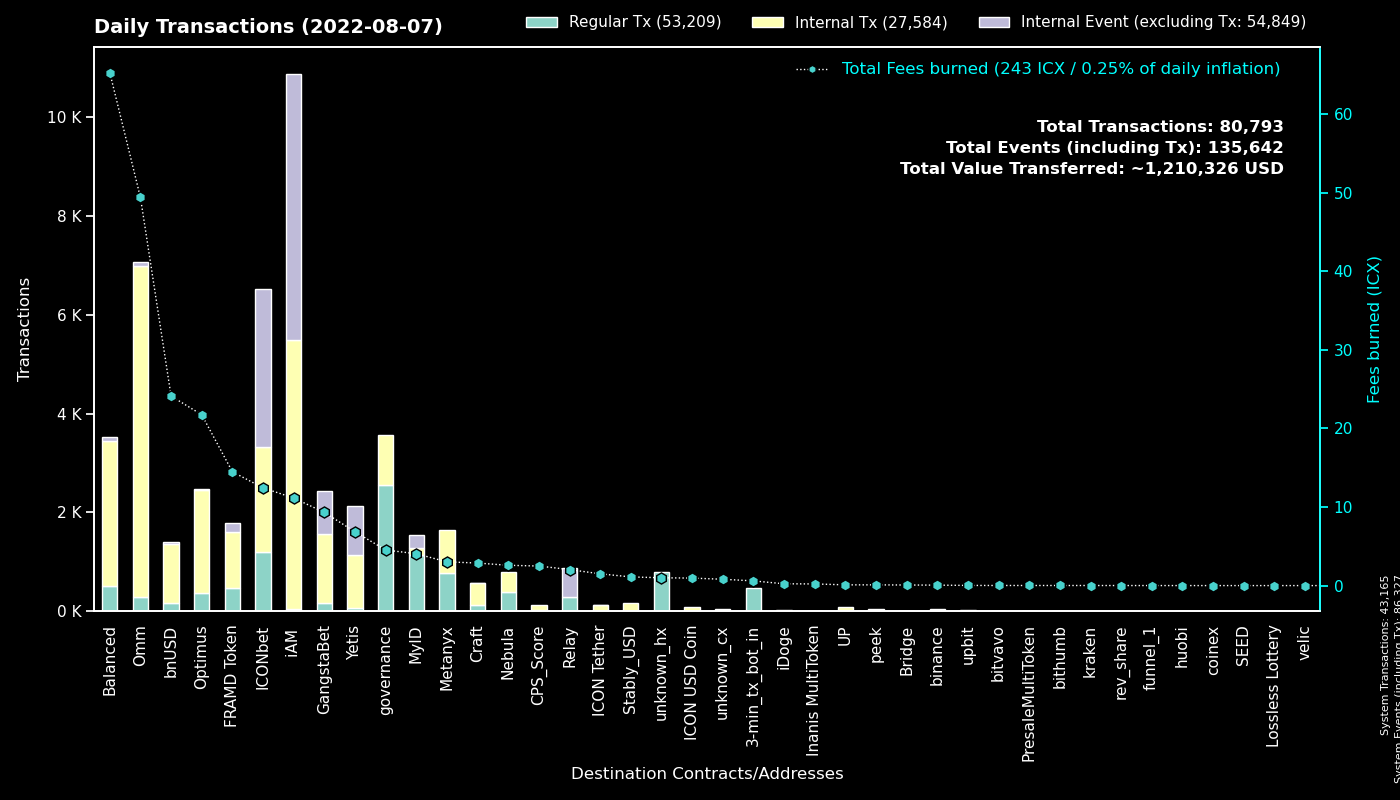 Daily Transactions (2022-08-07)
Regular Tx (53,209)
Internal Tx (27,584)
Internal Event (excluding Tx: 54,849)
Total Fees burned (243 ICX / 0.25% of daily inflation)
Total Transactions: 80,793
Total Events (including Tx): 135,642
Total Value Transferred: ~1,210,326 USD
Transactions
10 K
8 K
6 K
4 K
2 K
0 K
Fees burned (ICX)
60
50
40
30
20
10
0
Balanced
Omm
bnUSD
Optimus
FRAMD Token
ICONbet
iAM
GangstaBet
Yetis
governance
MyID
Metanyx
Craft
Nebula
CPS_Score
Relay
ICON Tether
Stably_USD
unknown_hx
ICON USD Coin
unknown_cx
3-min_tx_bot_in
iDoge
Inanis MultiToken
UP
peek
Bridge
binance
upbit
bitvavo
PresaleMultiToken
bithumb
kraken
rev_share
funnel_1
huobi
coinex
SEED
Lossless Lottery
velic
Destination Contracts/Addresses
System Transactions: 43,165
System Events (including Tx): 86,327